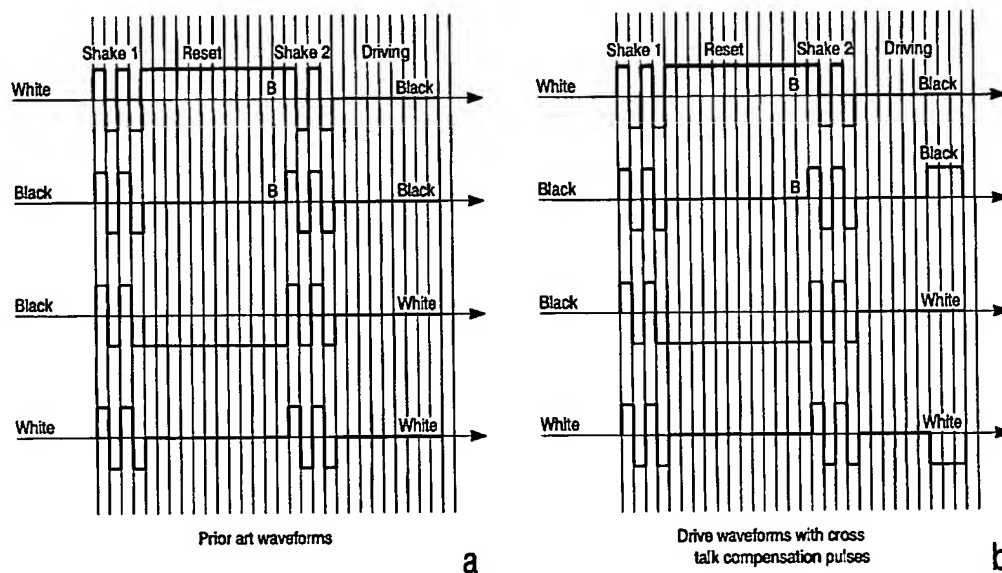 Shake 1 Reset Shake 2 Driving
White B Black
Black B Black
Black White
White White
Prior art waveforms
a
Shake 1 Reset Shake 2 Driving
White B Black
Black
Black B
Black White
White White
Drive waveforms with cross
talk compensation pulses
b